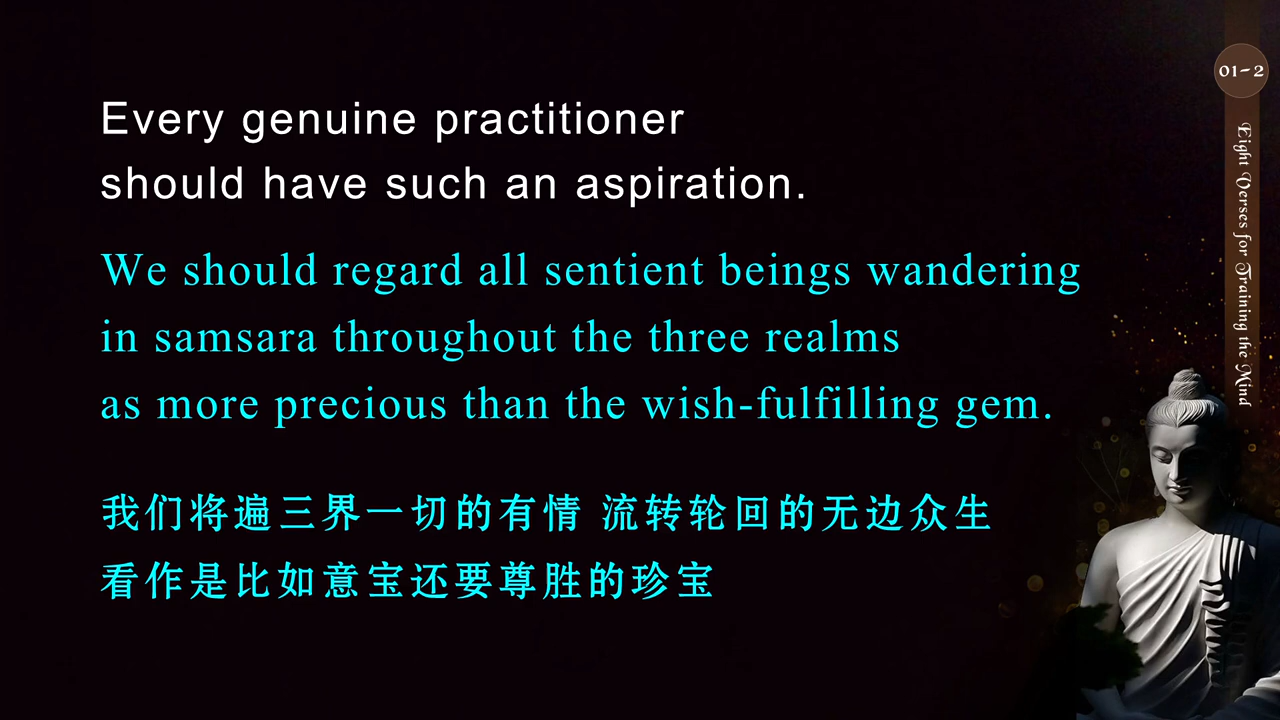 Every genuine practitioner
should have such an aspiration.
We should regard all sentient beings wandering
in samsara throughout the three realms
as more precious than the wish-fulfilling gem.
我们将遍三界一切的有情 流转轮回的无边众生
看作是比如意宝还要尊胜的珍宝
01-2
Eight Verses for Training the Mind